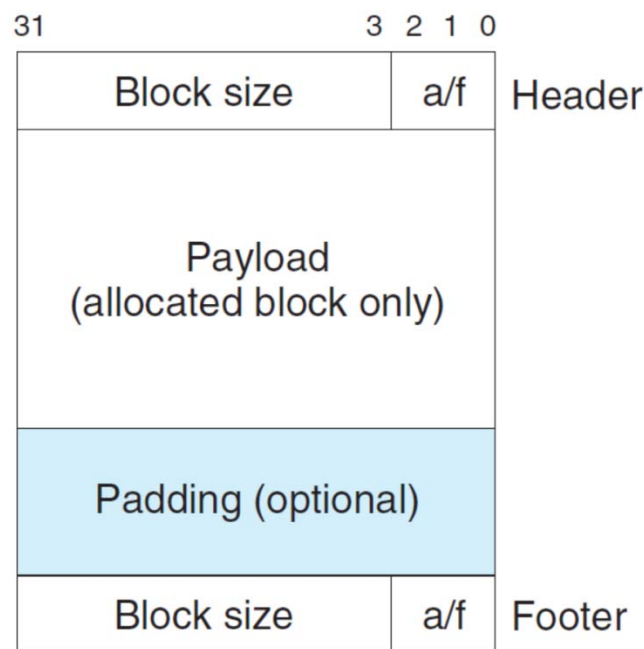 31 3 2 1 0
Block size a/f Header
Payload
(allocated block only)
Padding (optional)
Block size a/f Footer